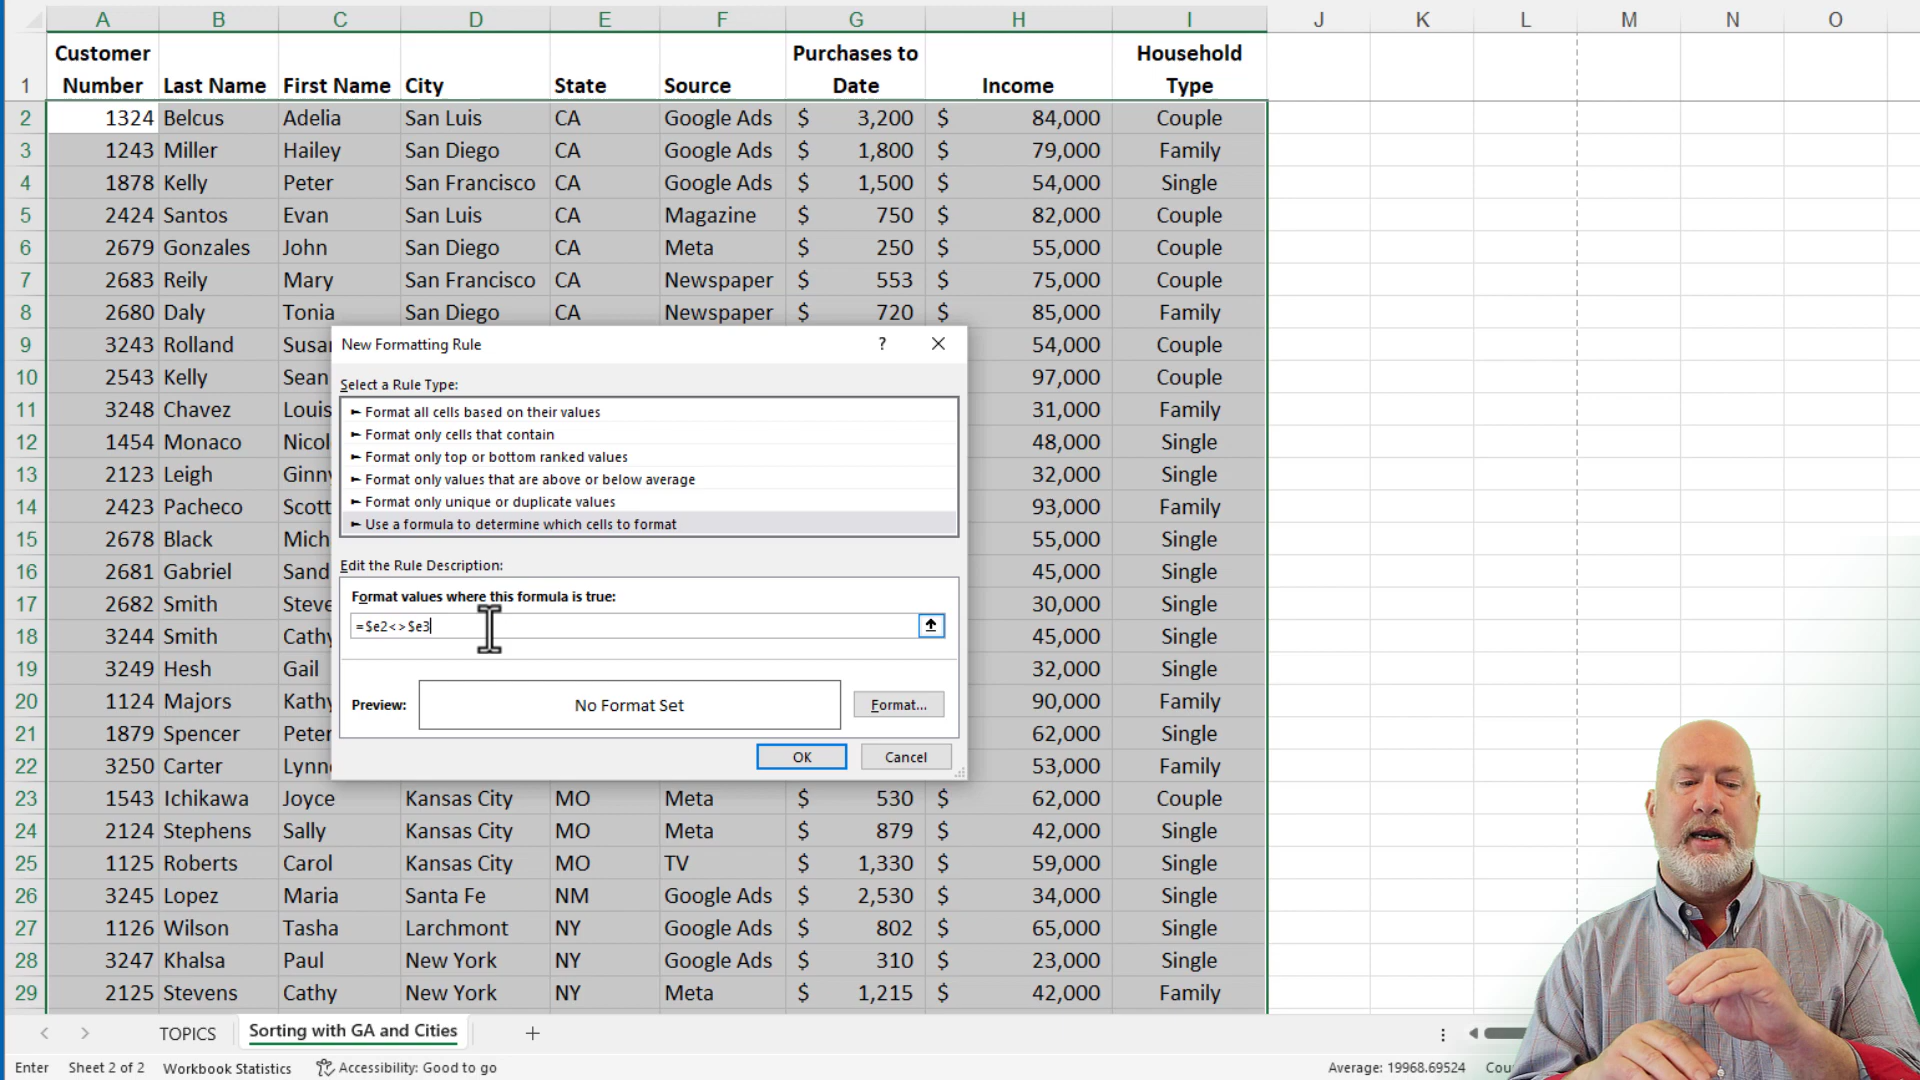 A B C D E F G H I J K L M N O
Customer Purchases to Household
1 Number Last Name First Name City State Source Date Income Type
2 1324 Belcus Adelia San Luis CA Google Ads $ 3,200 $ 84,000 Couple
3 1243 Miller Hailey San Diego CA Google Ads $ 1,800 $ 79,000 Family
4 1878 Kelly Peter San Francisco CA Google Ads $ 1,500 $ 54,000 Single
5 2424 Santos Evan San Luis CA Magazine $ 750 $ 82,000 Couple
6 2679 Gonzales John San Diego CA Meta $ 250 $ 55,000 Couple
7 2683 Reily Mary San Francisco CA Newspaper $ 553 $ 75,000 Couple
8 2680 Daly Tonia San Diego CA Newspaper $ 720 $ 85,000 Family
9 3243 Rolland 54,000 Couple
10 2543 Kelly Sean 97,000 Couple
11 3248 Chavez Louis 31,000 Family
12 1454 Monaco Nicol 48,000 Single
13 2123 Leigh Ginny 32,000 Single
14 2423 Pacheco Scott 93,000 Family
15 2678 Black Mich 55,000 Single
16 2681 Gabriel Sand 45,000 Single
17 2682 Smith Steve 30,000 Single
18 3244 Smith Cathy 45,000 Single
19 3249 Hesh Gail 32,000 Single
20 1124 Majors Kathy 90,000 Family
21 1879 Spencer Peter 62,000 Single
22 3250 Carter Lynn 53,000 Family
23 1543 Ichikawa Joyce Kansas City MO Meta $ 530 $ 62,000 Couple
24 2124 Stephens Sally Kansas City MO Meta $ 879 $ 42,000 Single
25 1125 Roberts Carol Kansas City MO TV $ 1,330 $ 59,000 Single
26 3245 Lopez Maria Santa Fe NM Google Ads $ 2,530 $ 34,000 Single
27 1126 Wilson Tasha Larchmont NY Google Ads $ 802 $ 65,000 Single
28 3247 Khalsa Paul New York NY Google Ads $ 310 $ 23,000 Single
29 2125 Stevens Cathy New York NY Meta $ 1,215 $ 42,000 Family
New Formatting Rule ?
Select a Rule Type:
► Format all cells based on their values
► Format only cells that contain
► Format only top or bottom ranked values
► Format only values that are above or below average
► Format only unique or duplicate values
► Use a formula to determine which cells to format
Edit the Rule Description:
Format values where this formula is true:
=$e2<>$e3
Preview: No Format Set Format...
OK Cancel
TOPICS Sorting with GA and Cities
Enter Sheet 2 of 2 Workbook Statistics Accessibility: Good to go Average: 19968.69524